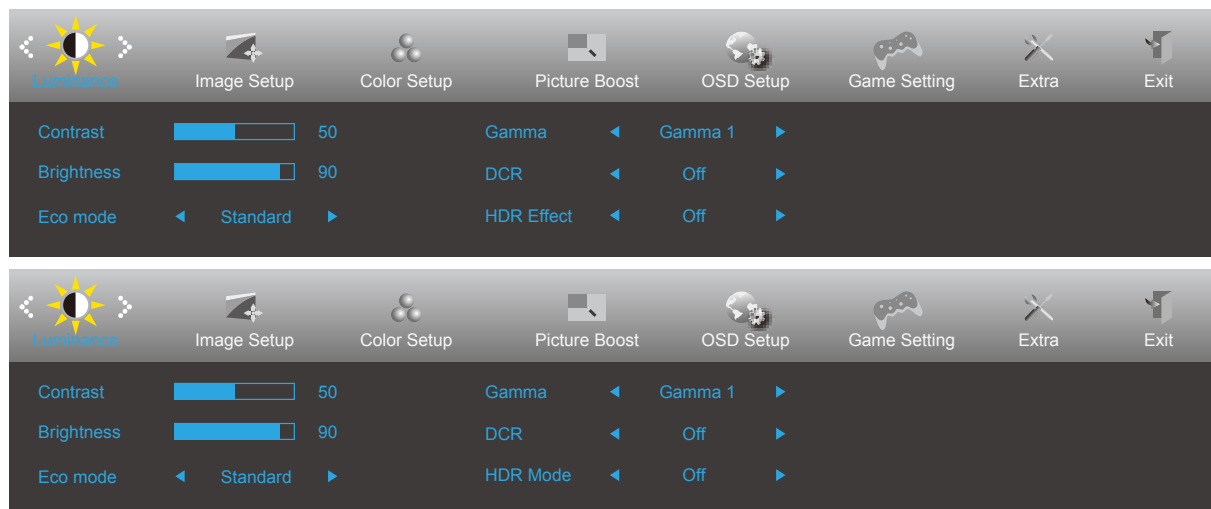 Luminance Image Setup Color Setup Picture Boost OSD Setup Game Setting Extra Exit
Contrast 50 Gamma Gamma 1
Brightness 90 DCR Off
Eco mode Standard HDR Effect Off
Luminance Image Setup Color Setup Picture Boost OSD Setup Game Setting Extra Exit
Contrast 50 Gamma Gamma 1
Brightness 90 DCR Off
Eco mode Standard HDR Mode Off